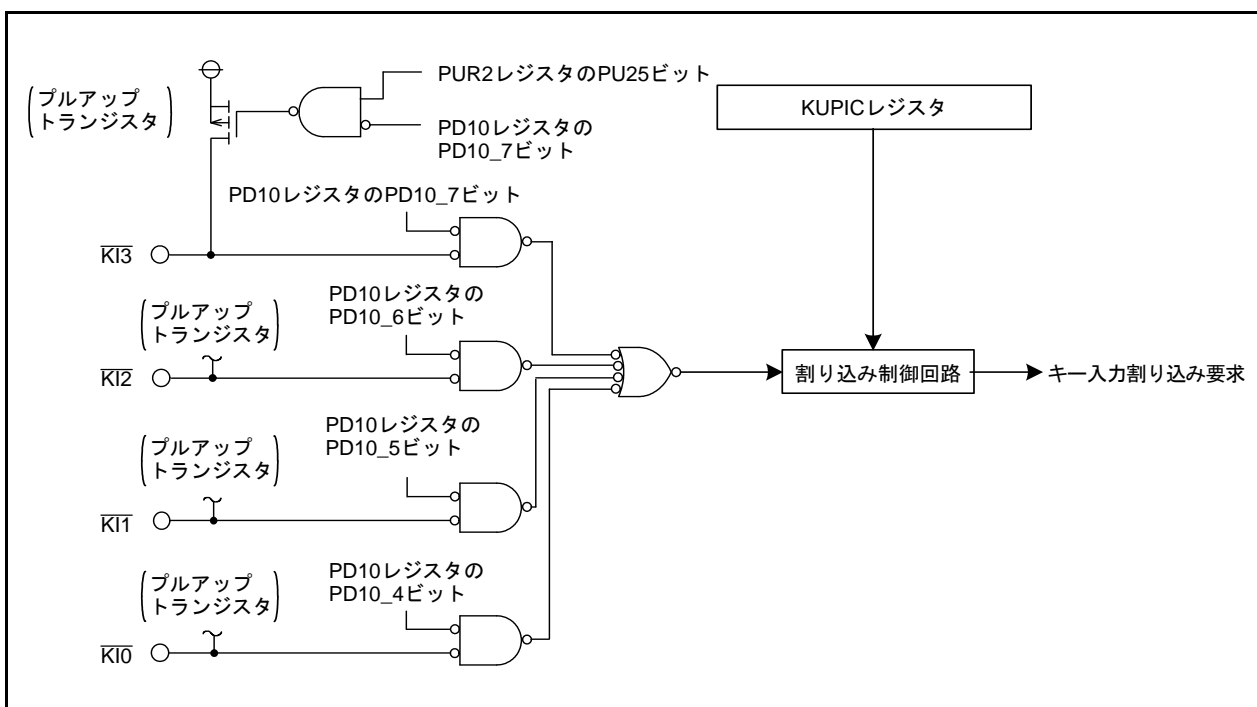 PUR2レジスタのPU25ビット
(プルアップ
トランジスタ)
PD10レジスタの
PD10_7ビット
KUPICレジスタ
PD10レジスタのPD10_7ビット
KI3
(プルアップ
トランジスタ)
PD10レジスタの
PD10_6ビット
KI2
割り込み制御回路
キー入力割り込み要求
(プルアップ
トランジスタ)
PD10レジスタの
PD10_5ビット
KI1
(プルアップ
トランジスタ)
PD10レジスタの
PD10_4ビット
KI0